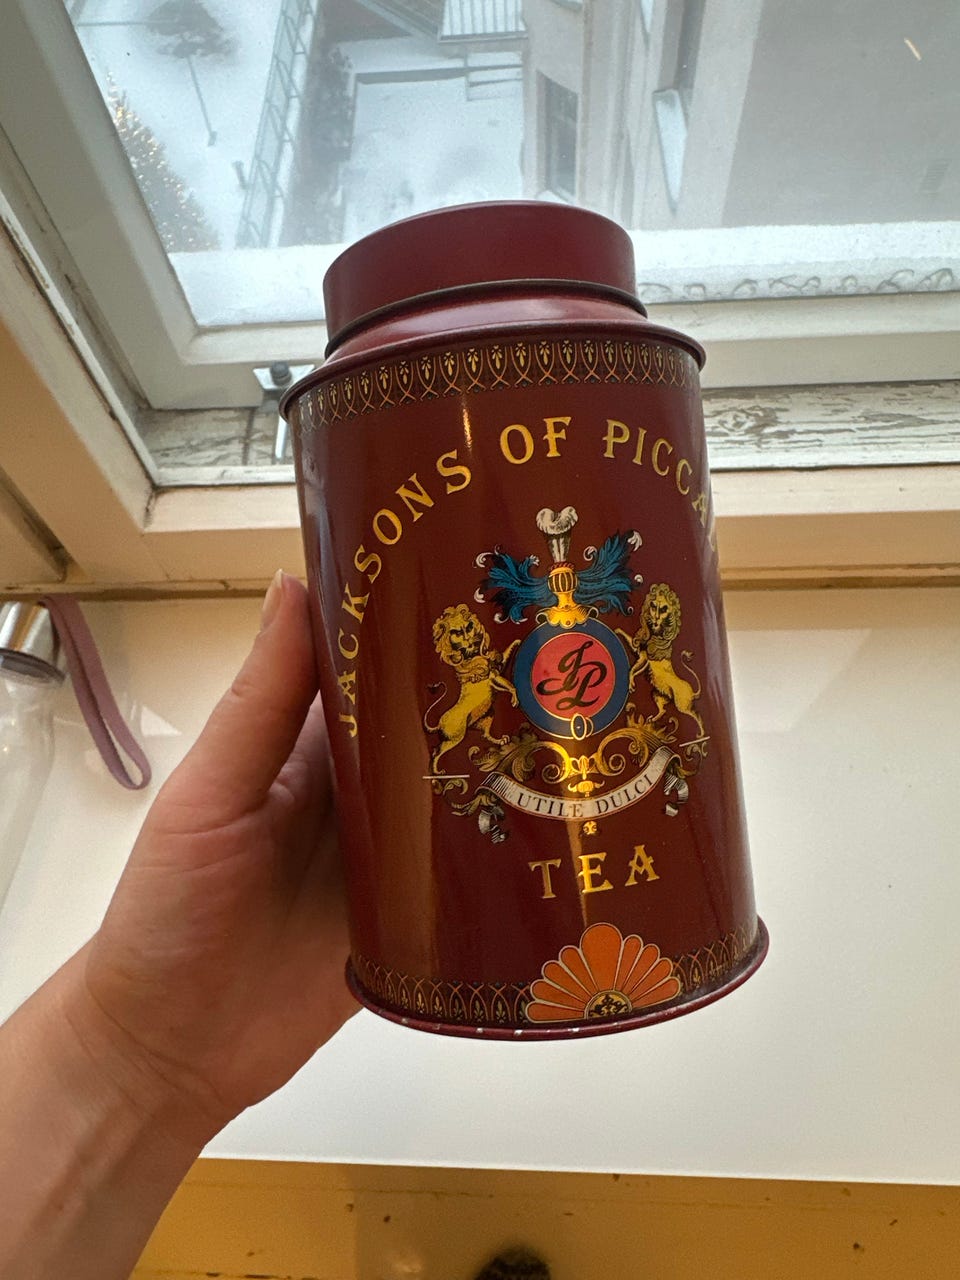 JACKSONS OF PICCA
JP
UTILE DULCI
TEA